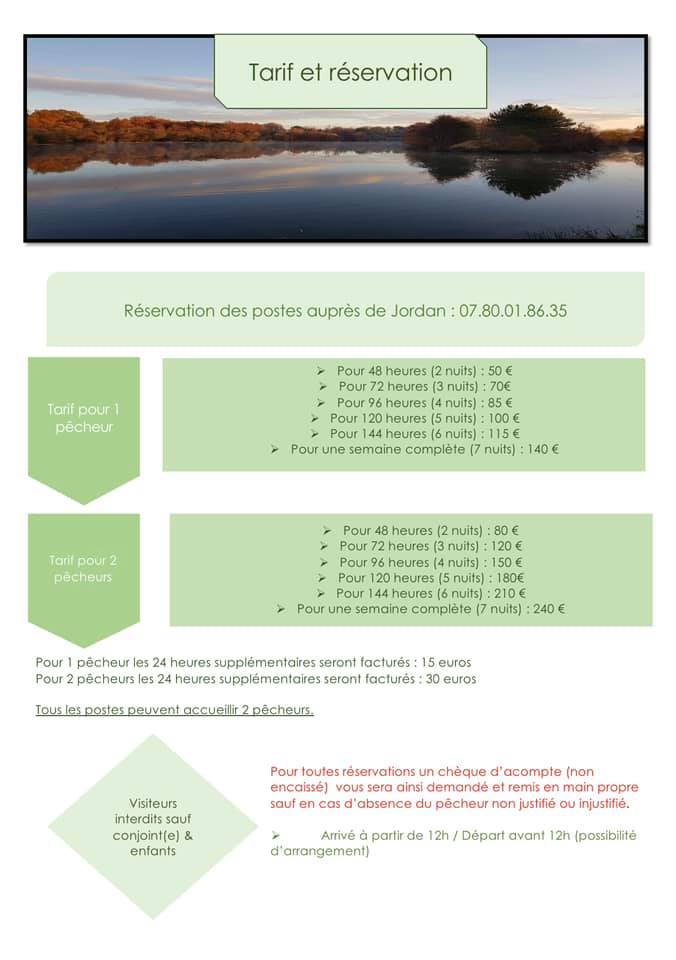 Tarif et réservation
Réservation des postes auprès de Jordan : 07.80.01.86.35
Tarif pour 1
pêcheur
➢ Pour 48 heures (2 nuits) : 50 €
➢ Pour 72 heures (3 nuits) : 70€
➢ Pour 96 heures (4 nuits) : 85 €
➢ Pour 120 heures (5 nuits) : 100 €
➢ Pour 144 heures (6 nuits) : 115 €
➢ Pour une semaine complète (7 nuits) : 140 €
Tarif pour 2
pêcheurs
➢ Pour 48 heures (2 nuits) : 80 €
➢ Pour 72 heures (3 nuits) : 120 €
➢ Pour 96 heures (4 nuits) : 150 €
➢ Pour 120 heures (5 nuits) : 180€
➢ Pour 144 heures (6 nuits) : 210 €
➢ Pour une semaine complète (7 nuits) : 240 €
Pour 1 pêcheur les 24 heures supplémentaires seront facturés : 15 euros
Pour 2 pêcheurs les 24 heures supplémentaires seront facturés : 30 euros
Tous les postes peuvent accueillir 2 pêcheurs.
Visiteurs
interdits sauf
conjoint(e) &
enfants
Pour toutes réservations un chèque d'acompte (non
encaissé) vous sera ainsi demandé et remis en main propre
sauf en cas d'absence du pêcheur non justifié ou injustifié.
➢ Arrivé à partir de 12h / Départ avant 12h (possibilité
d'arrangement)